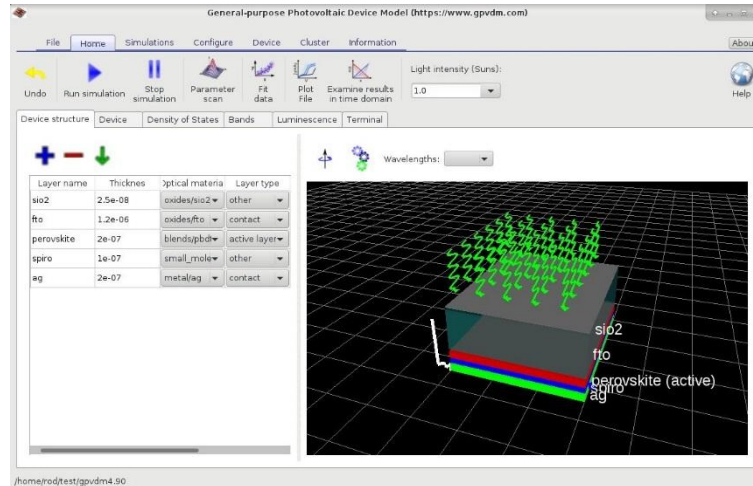 General-purpose Photovoltaic Device Model (https://www.gpvdm.com)
File Home Simulations Configure Device Cluster Information
Abou
Undo Run simulation Stop simulation Parameter scan Fit data Plot File Examine results in time domain
Light intensity (Suns):
1.0
Help
Device structure Device Density of States Bands Luminescence Terminal
Wavelengths:
Layer name Thicknes Optical materia Layer type
sio2 2.5e-08 oxides/sio2 other
fto 1.2e-06 oxides/fto contact
perovskite 2e-07 blends/pbdt active layer
spiro 1e-07 small_mole other
ag 2e-07 metal/ag contact
sio2
fto
perovskite (active)
spiro
ag
/home/rod/test/gpvdm4.90